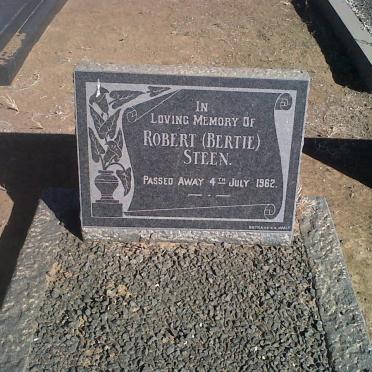 IN
LOVING MEMORY OF
ROBERT (BERTIE)
STEEN.
PASSED AWAY 4TH JULY 1962.